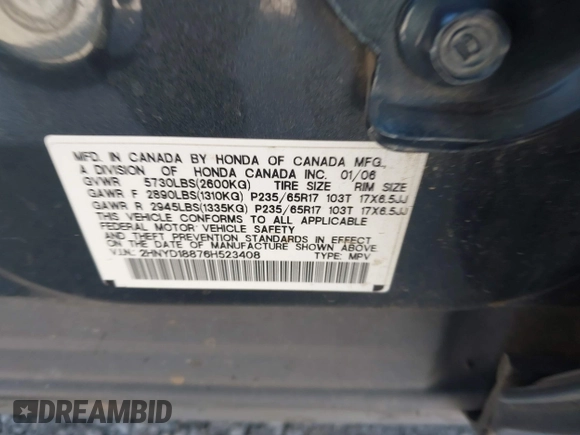 MFD. IN CANADA BY HONDA OF CANADA MFG.,
A DIVISION OF HONDA CANADA INC. 01/06
GVWR 5730LBS(2600KG) TIRE SIZE RIM SIZE
GAWR F 2890LBS(1310KG) P235/65R17 103T 17X6.5JJ
GAWR R 2945LBS(1335KG) P235/65R17 103T 17X6.5JJ
THIS VEHICLE CONFORMS TO ALL APPLICABLE
FEDERAL MOTOR VEHICLE SAFETY
AND THEFT PREVENTION STANDARDS IN EFFECT
ON THE DATE OF MANUFACTURE SHOWN ABOVE.
V.I.N.: 2HNYD18876H523408 TYPE: MPV
DREAMBID